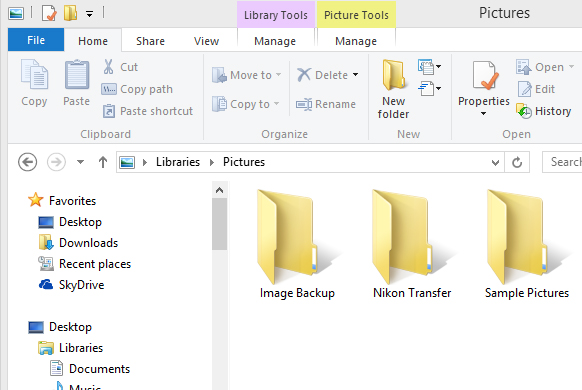 Library Tools Picture Tools Pictures
File Home Share View Manage Manage
Copy
Paste
Cut
Copy path
Paste shortcut
Clipboard
Move to
Copy to
Delete
Rename
Organize
New
folder
New
Properties
Open
Edit
History
Open
Libraries Pictures
Searc
Favorites
Desktop
Downloads
Recent places
SkyDrive
Desktop
Libraries
Documents
Music
Image Backup Nikon Transfer Sample Pictures